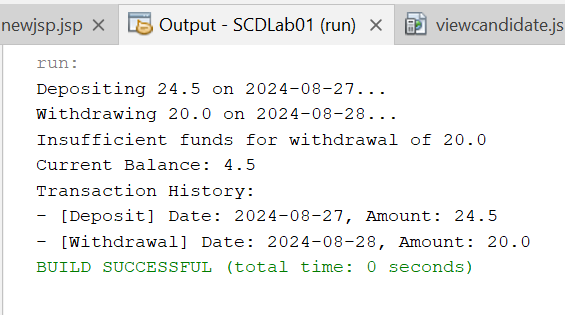 newjsp.jsp
Output - SCDLab01 (run)
viewcandidate.js
run:
Depositing 24.5 on 2024-08-27...
Withdrawing 20.0 on 2024-08-28...
Insufficient funds for withdrawal of 20.0
Current Balance: 4.5
Transaction History:
- [Deposit] Date: 2024-08-27, Amount: 24.5
- [Withdrawal] Date: 2024-08-28, Amount: 20.0
BUILD SUCCESSFUL (total time: 0 seconds)